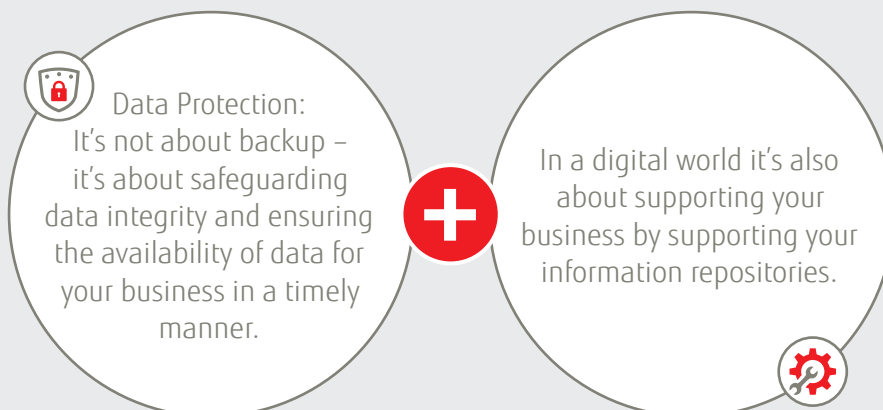 Data Protection:
It’s not about backup –
it’s about safeguarding
data integrity and ensuring
the availability of data for
your business in a timely
manner.
In a digital world it’s also
about supporting your
business by supporting your
information repositories.